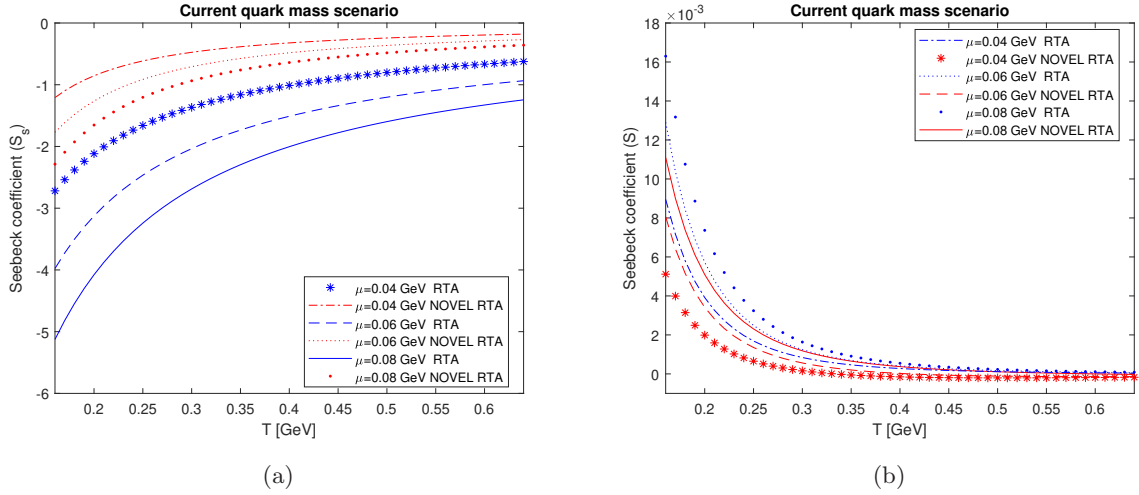 Current quark mass scenario
Seebeck coefficient (S_s)
0
-1
-2
-3
-4
-5
-6
μ=0.04 GeV RTA
μ=0.04 GeV NOVEL RTA
μ=0.06 GeV RTA
μ=0.06 GeV NOVEL RTA
μ=0.08 GeV RTA
μ=0.08 GeV NOVEL RTA
0.2 0.25 0.3 0.35 0.4 0.45 0.5 0.55 0.6
T [GeV]
(a)
Current quark mass scenario
×10⁻³
Seebeck coefficient (S)
18
16
14
12
10
8
6
4
2
0
μ=0.04 GeV RTA
μ=0.04 GeV NOVEL RTA
μ=0.06 GeV RTA
μ=0.06 GeV NOVEL RTA
μ=0.08 GeV RTA
μ=0.08 GeV NOVEL RTA
0.2 0.25 0.3 0.35 0.4 0.45 0.5 0.55 0.6
T [GeV]
(b)